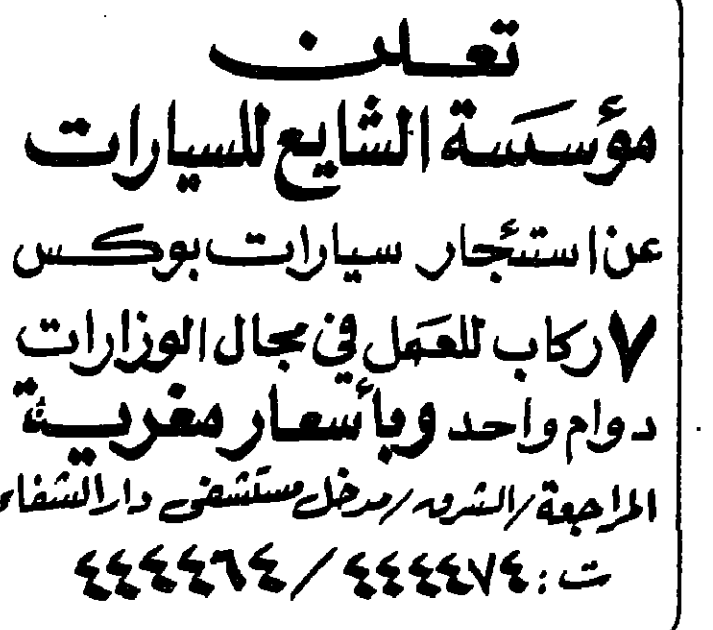 تعلن
مؤسسة الشايع للسيارات
عن استئجار سيارات بوكس
٧ ركاب للعمل في مجال الوزارات
دوام واحد وبأسعار مغرية
المراجعة/الشرق/مدخل مستشفى دار الشفاء
ت: ٤٤٤٤٧٤ / ٤٤٤٤٦٤